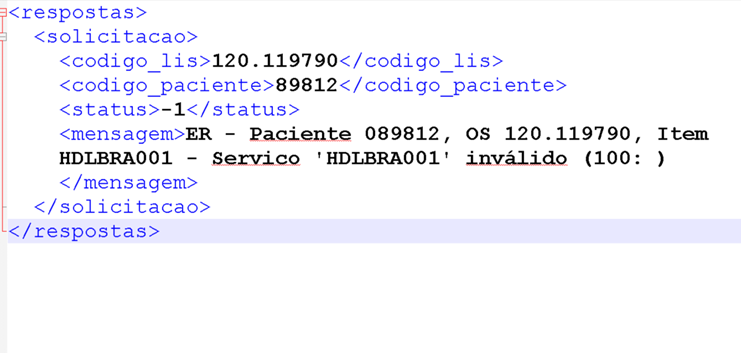 <respostas>
<solicitacao>
<codigo_lis>120.119790</codigo_lis>
<codigo_paciente>89812</codigo_paciente>
<status>-1</status>
<mensagem>ER - Paciente 089812, OS 120.119790, Item
HDLBRA001 - Servico 'HDLBRA001' inválido (100: )
</mensagem>
</solicitacao>
</respostas>